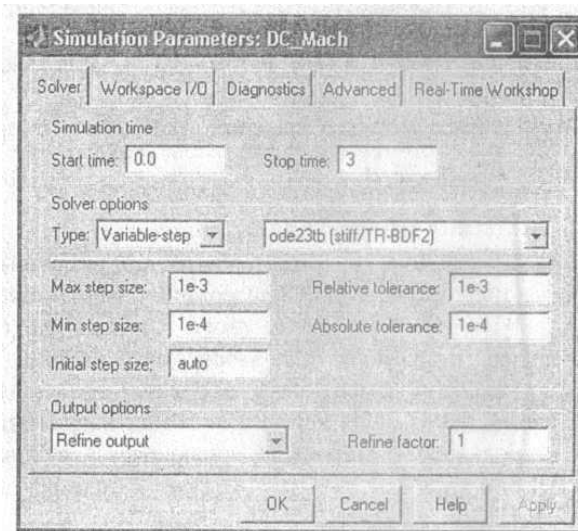 Simulation Parameters: DC_Mach
Solver Workspace I/O Diagnostics Advanced Real-Time Workshop
Simulation time
Start time: 0.0 Stop time: 3
Solver options
Type: Variable-step ode23tb (stiff/TR-BDF2)
Max step size: 1e-3 Relative tolerance: 1e-3
Min step size: 1e-4 Absolute tolerance: 1e-4
Initial step size: auto
Output options
Refine output Refine factor: 1
OK Cancel Help Apply